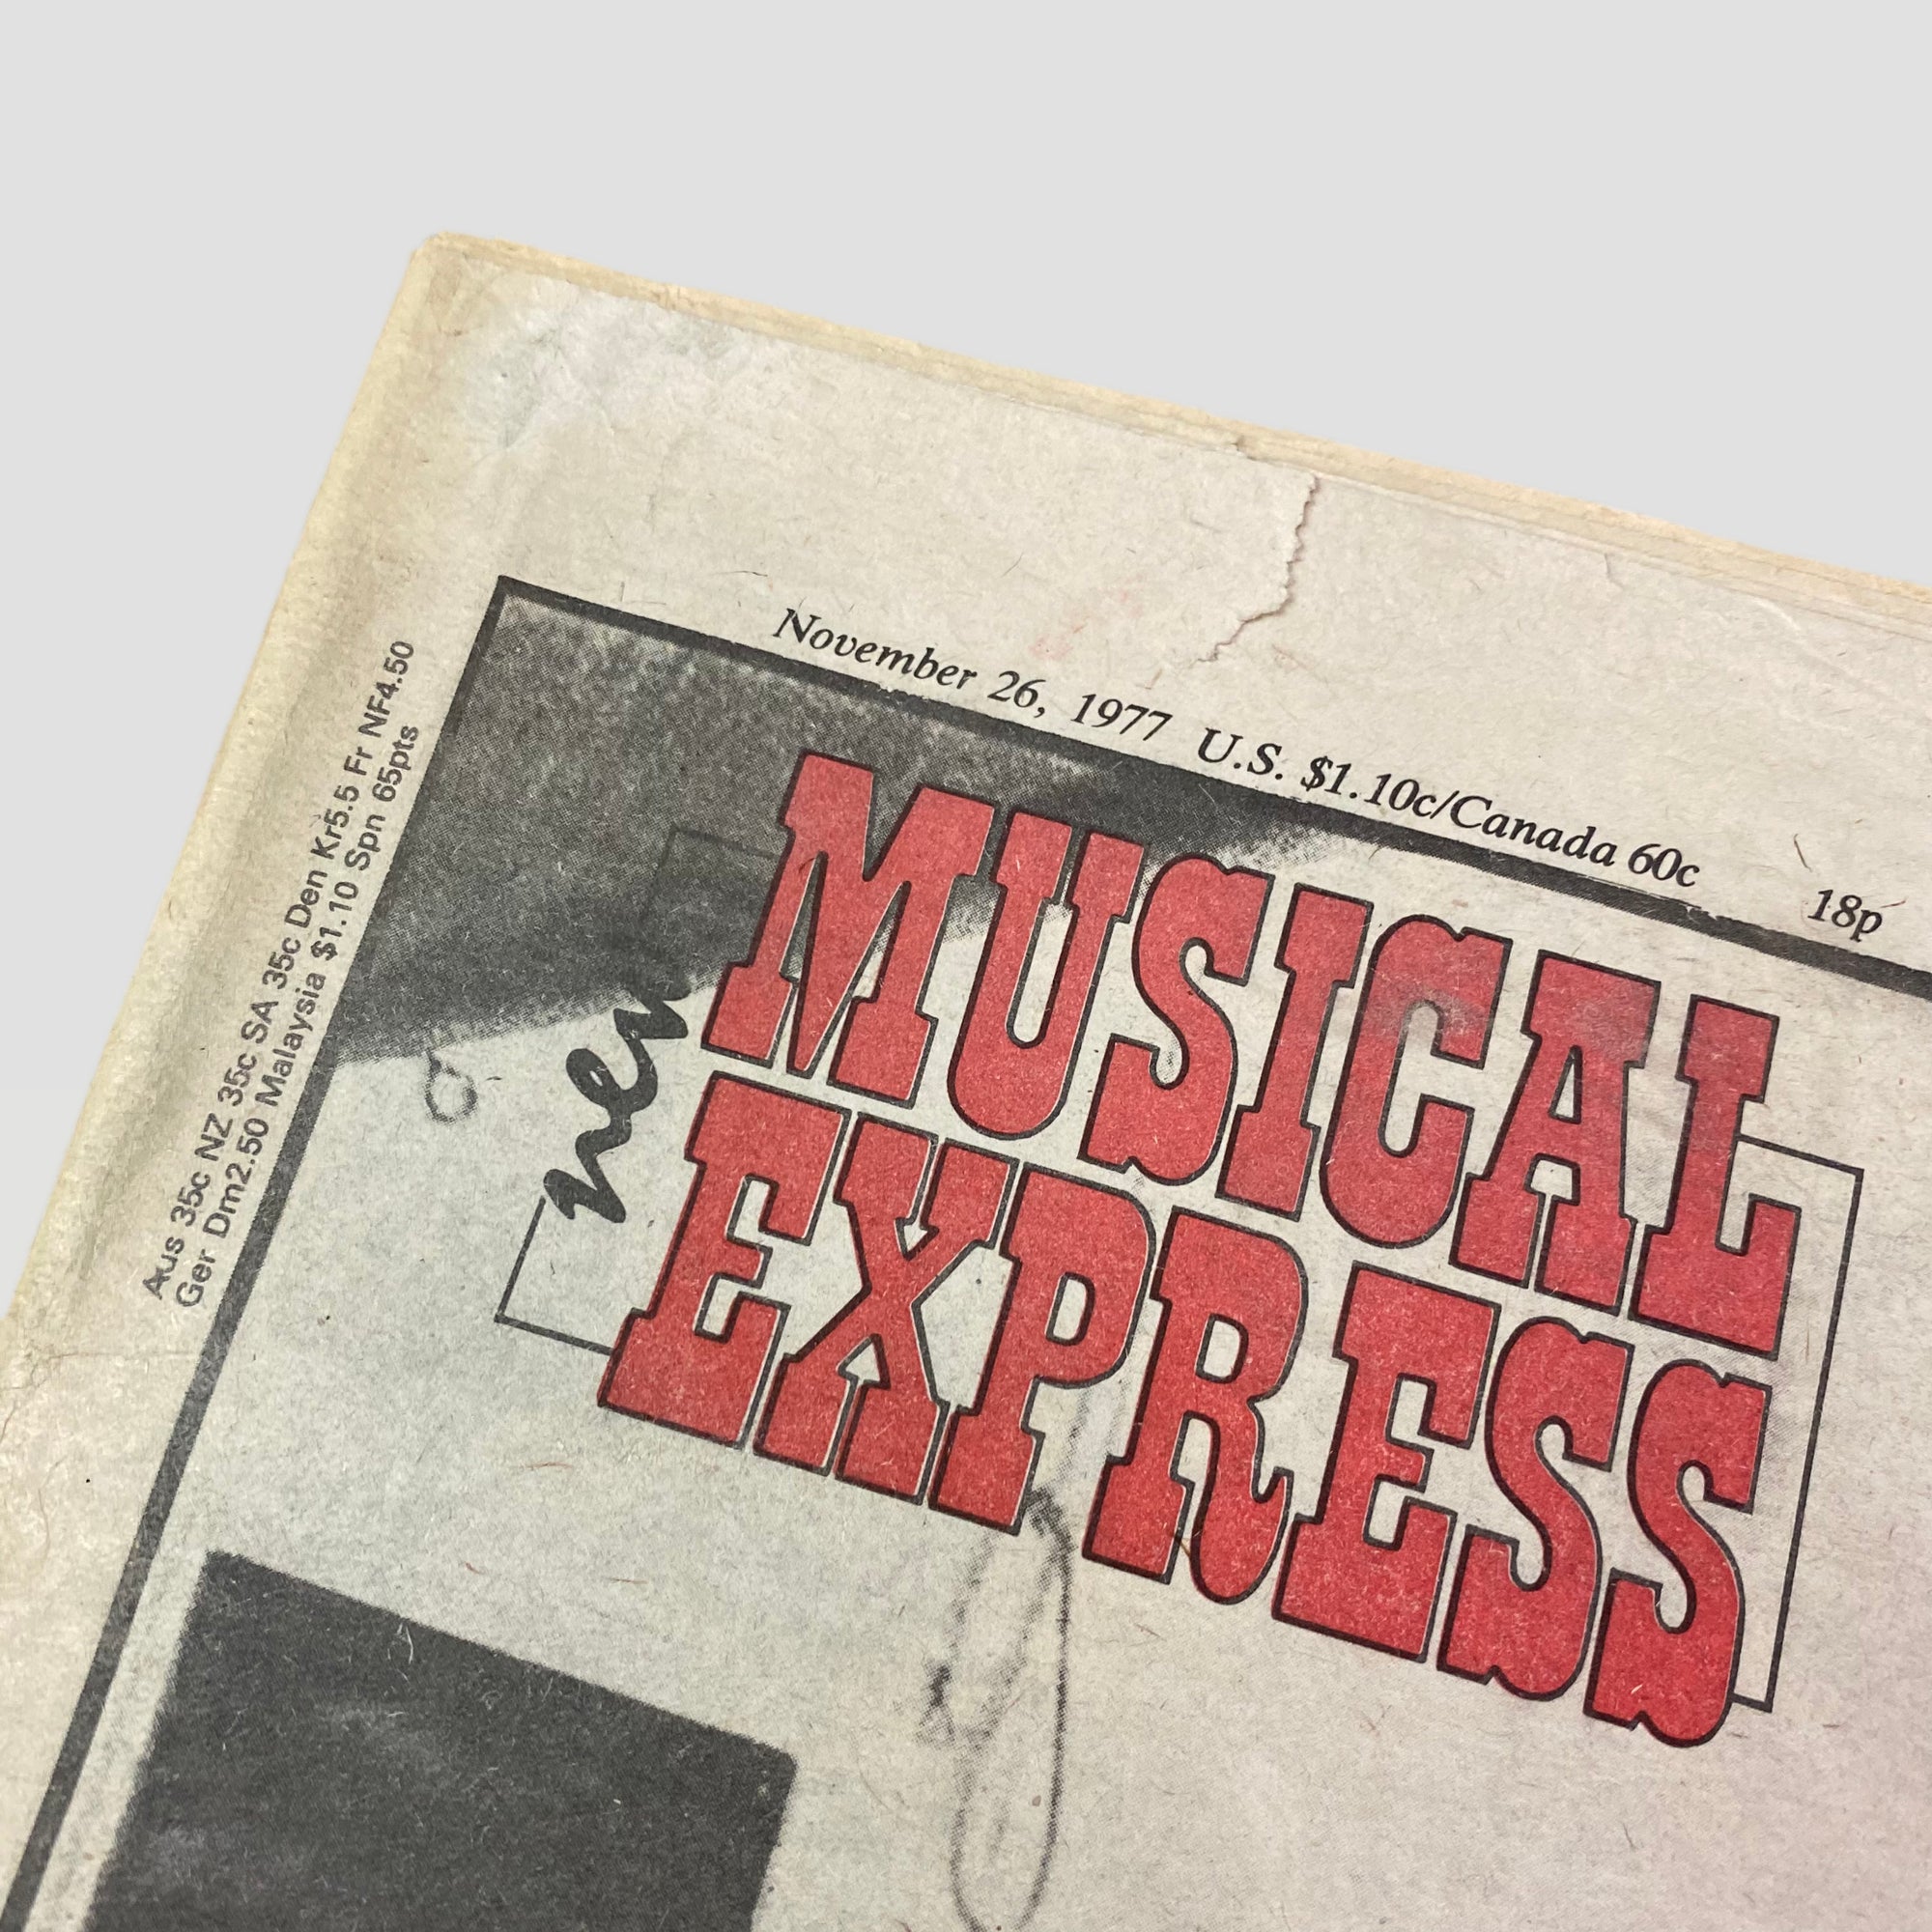 November 26, 1977 U.S. $1.10c/Canada 60c 18p
new
MUSICAL
EXPRESS
Aus 35c NZ 35c SA 35c Den Kr5.5 Fr NF4.50
Ger Dm2.50 Malaysia $1.10 Spn 65pts